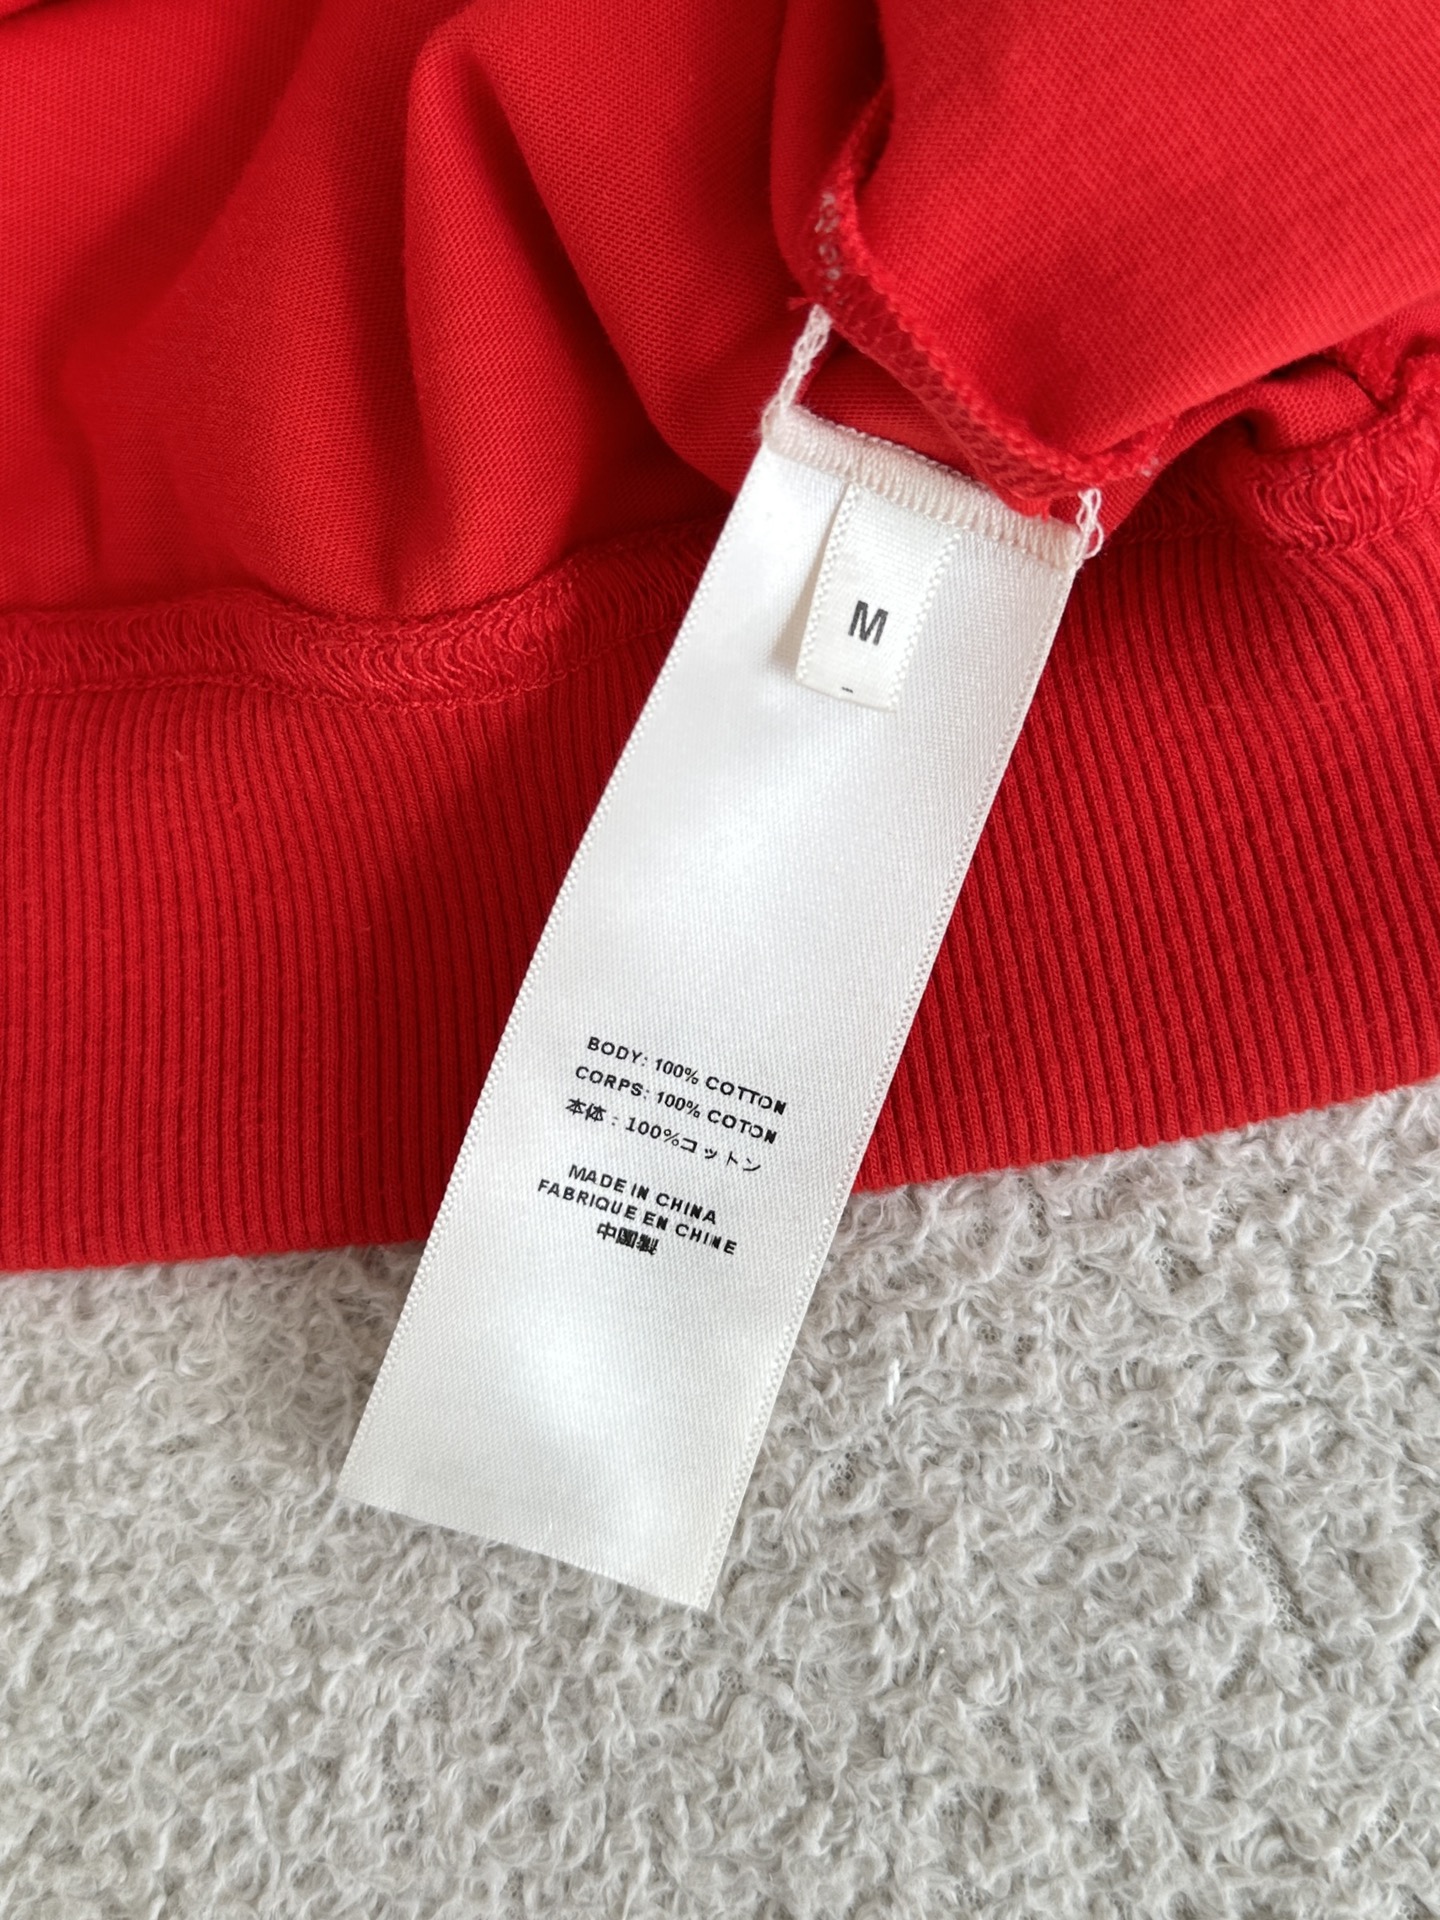 M
BODY: 100% COTTON
CORPS: 100% COTON
本体：100%コットン
MADE IN CHINA
FABRIQUE EN CHINE
中国製